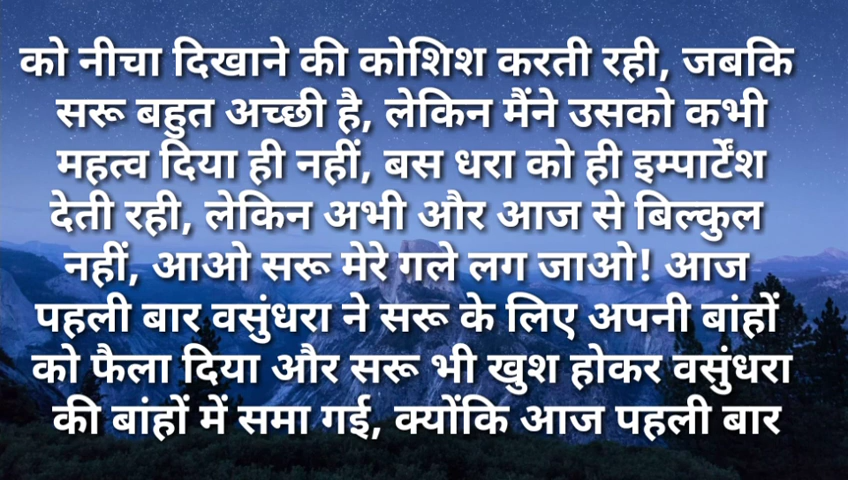 को नीचा दिखाने की कोशिश करती रही, जबकि
सरू बहुत अच्छी है, लेकिन मैंने उसको कभी
महत्व दिया ही नहीं, बस धरा को ही इम्पार्टेंश
देती रही, लेकिन अभी और आज से बिल्कुल
नहीं, आओ सरू मेरे गले लग जाओ! आज
पहली बार वसुंधरा ने सरू के लिए अपनी बांहों
को फैला दिया और सरू भी खुश होकर वसुंधरा
की बांहों में समा गई, क्योंकि आज पहली बार